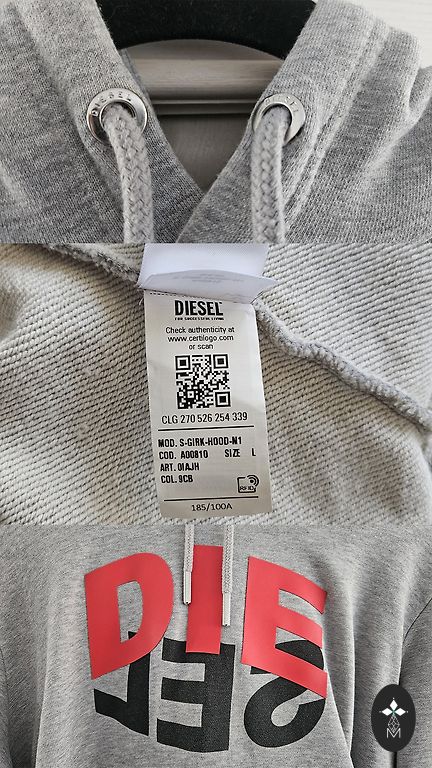 DIESEL
DIESEL
FOR SUCCESSFUL LIVING
Check authenticity at
www.certilogo.com
or scan
CLG 270 526 254 339
MOD. S-GIRK-HOOD-N1
COD. A00810 SIZE L
ART. 0IAJH
COL. 9CB
RFID
185/100A
DIE
SEL
M